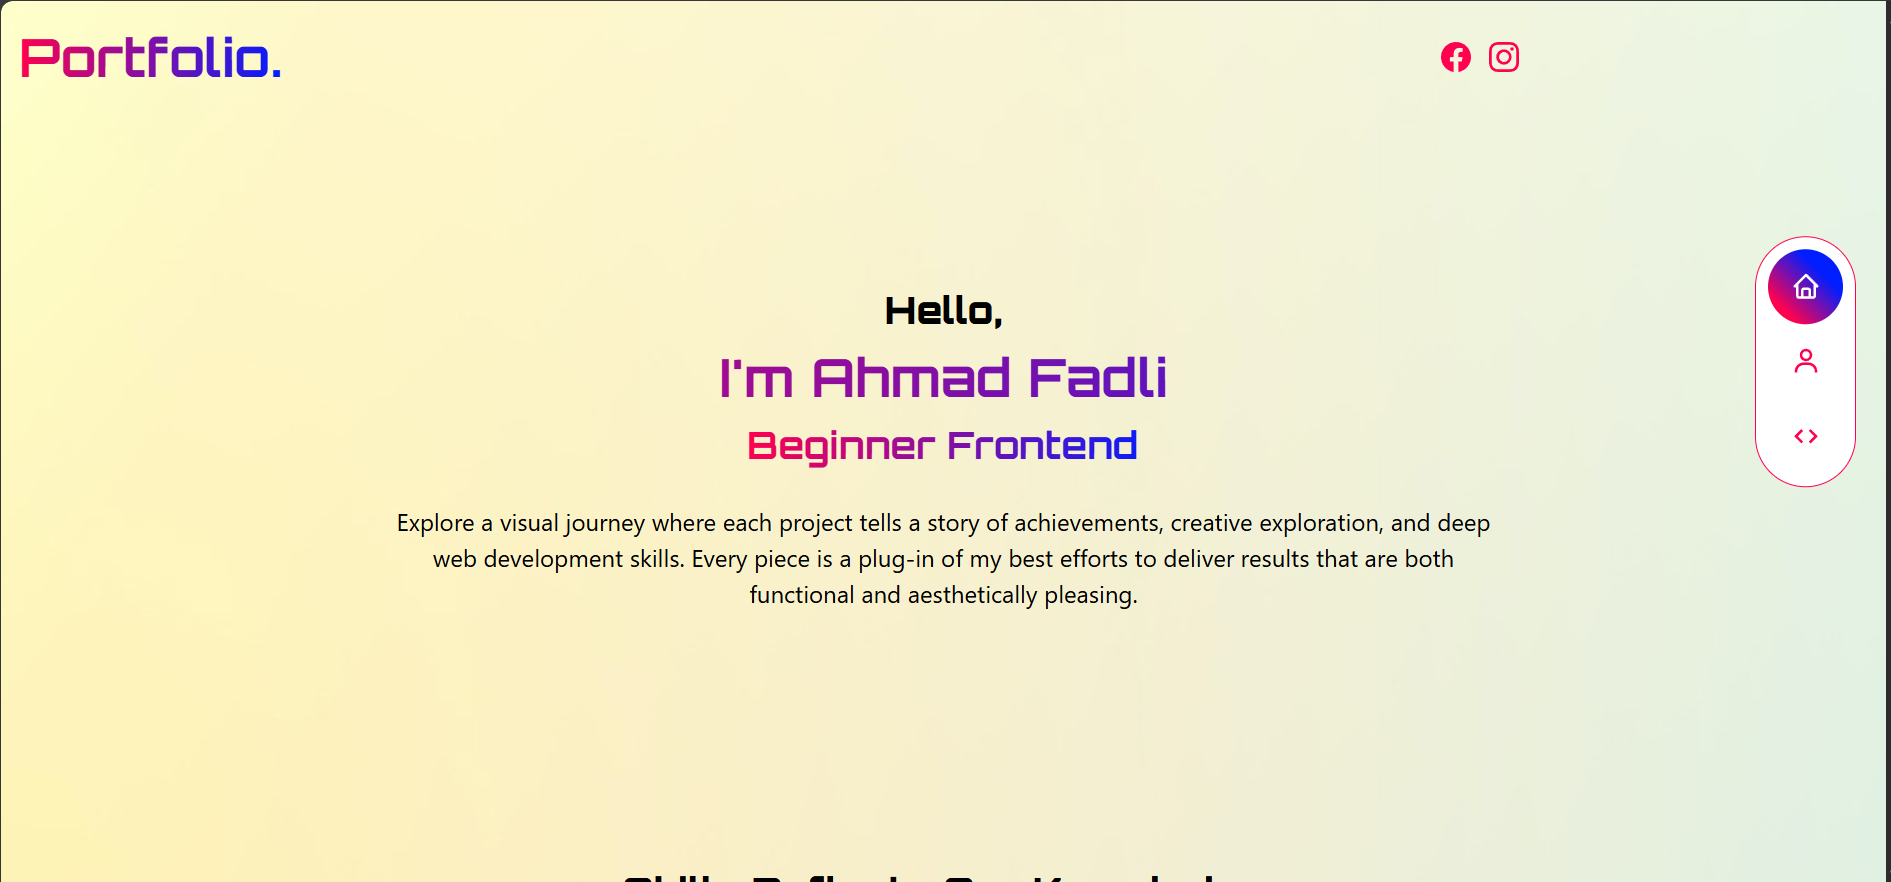 Portfolio.
Hello,
I'm Ahmad Fadli
Beginner Frontend
Explore a visual journey where each project tells a story of achievements, creative exploration, and deep
web development skills. Every piece is a plug-in of my best efforts to deliver results that are both
functional and aesthetically pleasing.